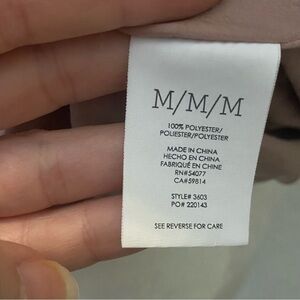 M/M/M
100% POLYESTER/
POLIESTER/POLYESTER
MADE IN CHINA
HECHO EN CHINA
FABRIQUÉ EN CHINE
RN#54077
CA#59814
STYLE# 3603
PO# 220143
SEE REVERSE FOR CARE